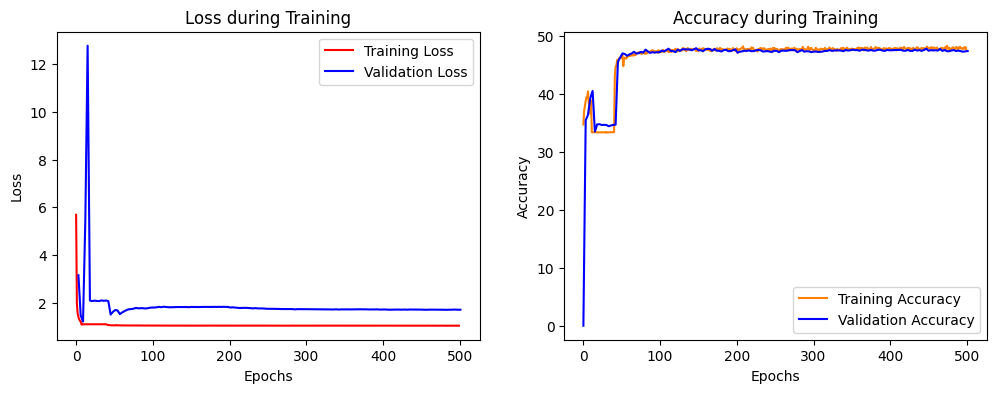 Loss during Training
Loss
12
10
8
6
4
2
0
100
200
300
400
500
Epochs
Training Loss
Validation Loss
Accuracy during Training
Accuracy
50
40
30
20
10
0
0
100
200
300
400
500
Epochs
Training Accuracy
Validation Accuracy